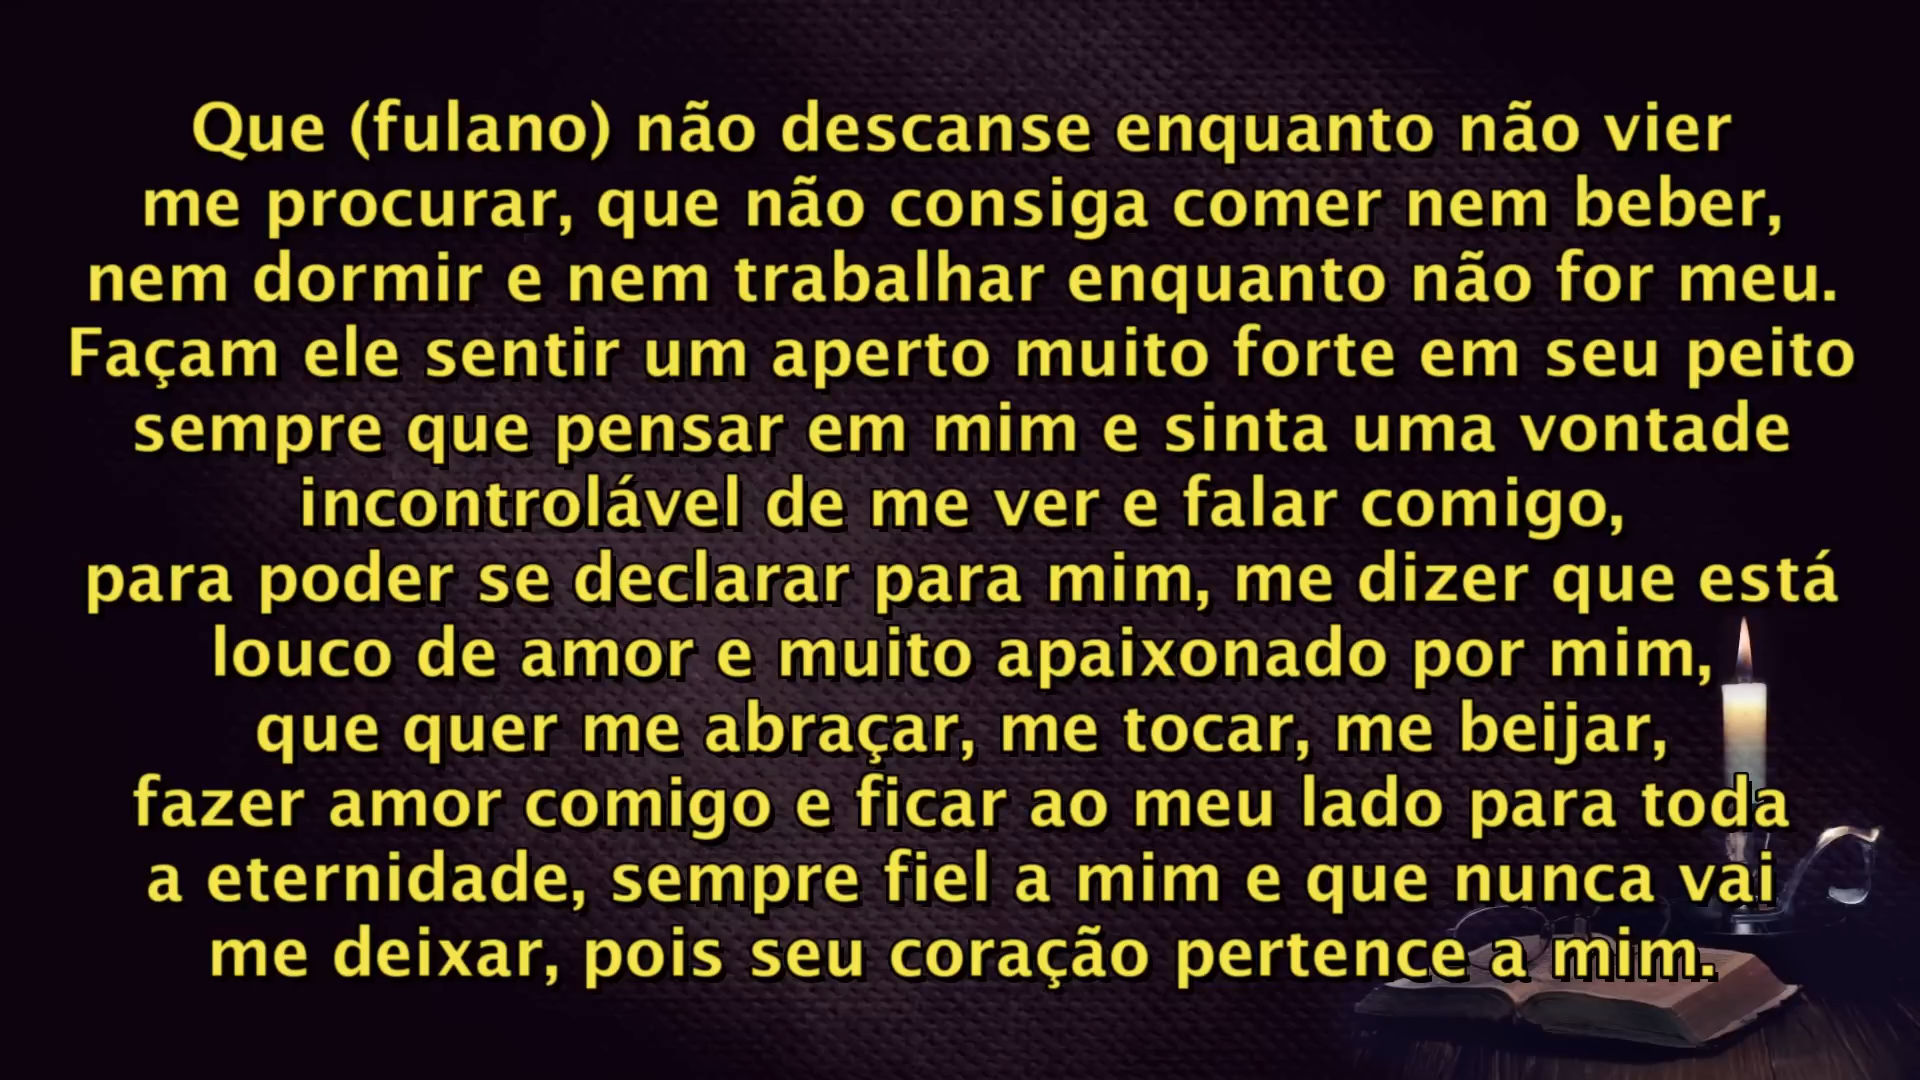 Que (fulano) não descanse enquanto não vier
me procurar, que não consiga comer nem beber,
nem dormir e nem trabalhar enquanto não for meu.
Façam ele sentir um aperto muito forte em seu peito
sempre que pensar em mim e sinta uma vontade
incontrolável de me ver e falar comigo,
para poder se declarar para mim, me dizer que está
louco de amor e muito apaixonado por mim,
que quer me abraçar, me tocar, me beijar,
fazer amor comigo e ficar ao meu lado para toda
a eternidade, sempre fiel a mim e que nunca vai
me deixar, pois seu coração pertence a mim.